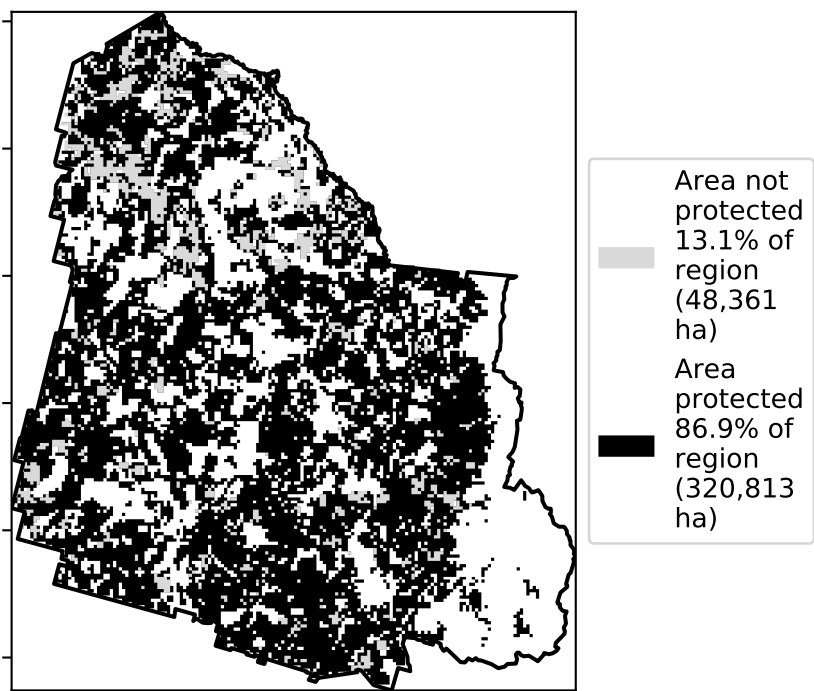 Area not
protected
13.1% of
region
(48,361
ha)
Area
protected
86.9% of
region
(320,813
ha)